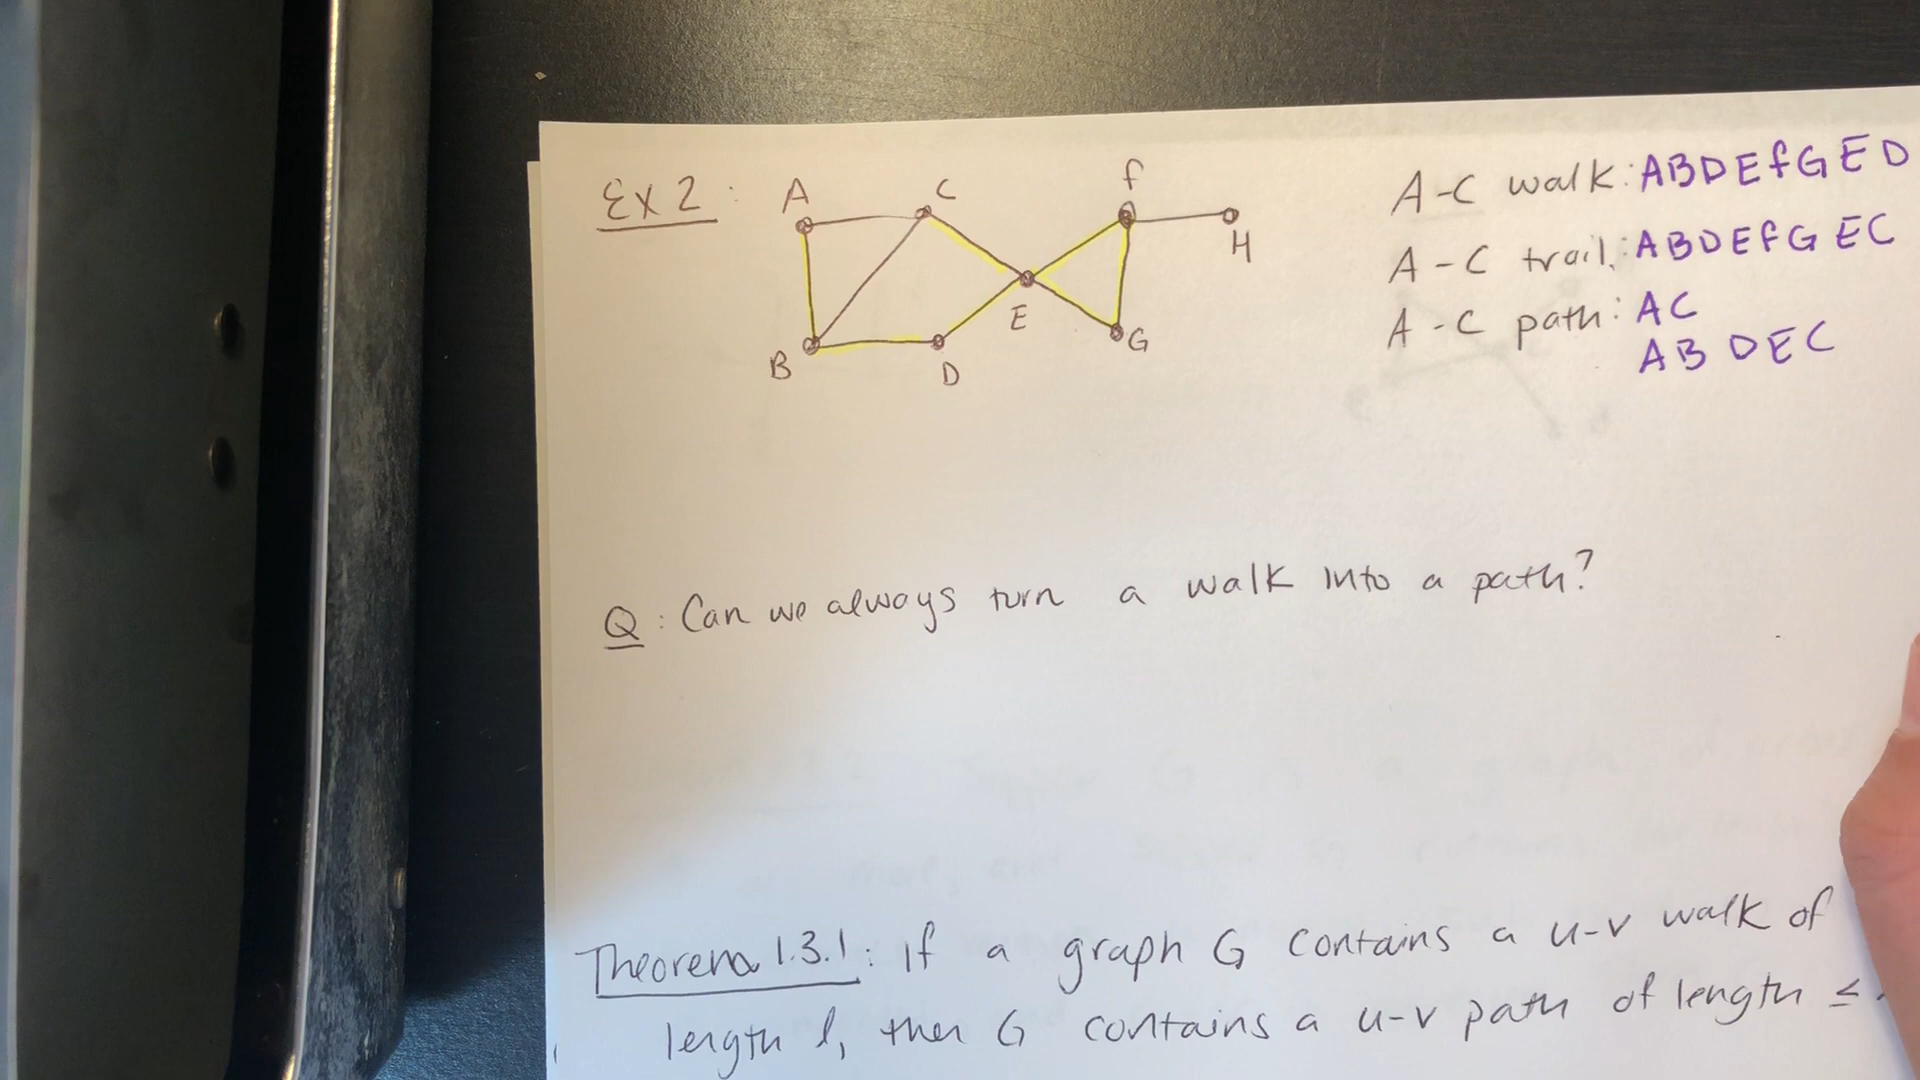 Ex 2:
A
C
f
H
E
G
B
D
A-C walk: ABDEfGED
A-C trail: ABDEfGEC
A-C path: AC
ABDEC
Q: Can we always turn a walk into a path?
Theorem 1.3.1: If a graph G contains a u-v walk of
length l, then G contains a u-v path of length ≤